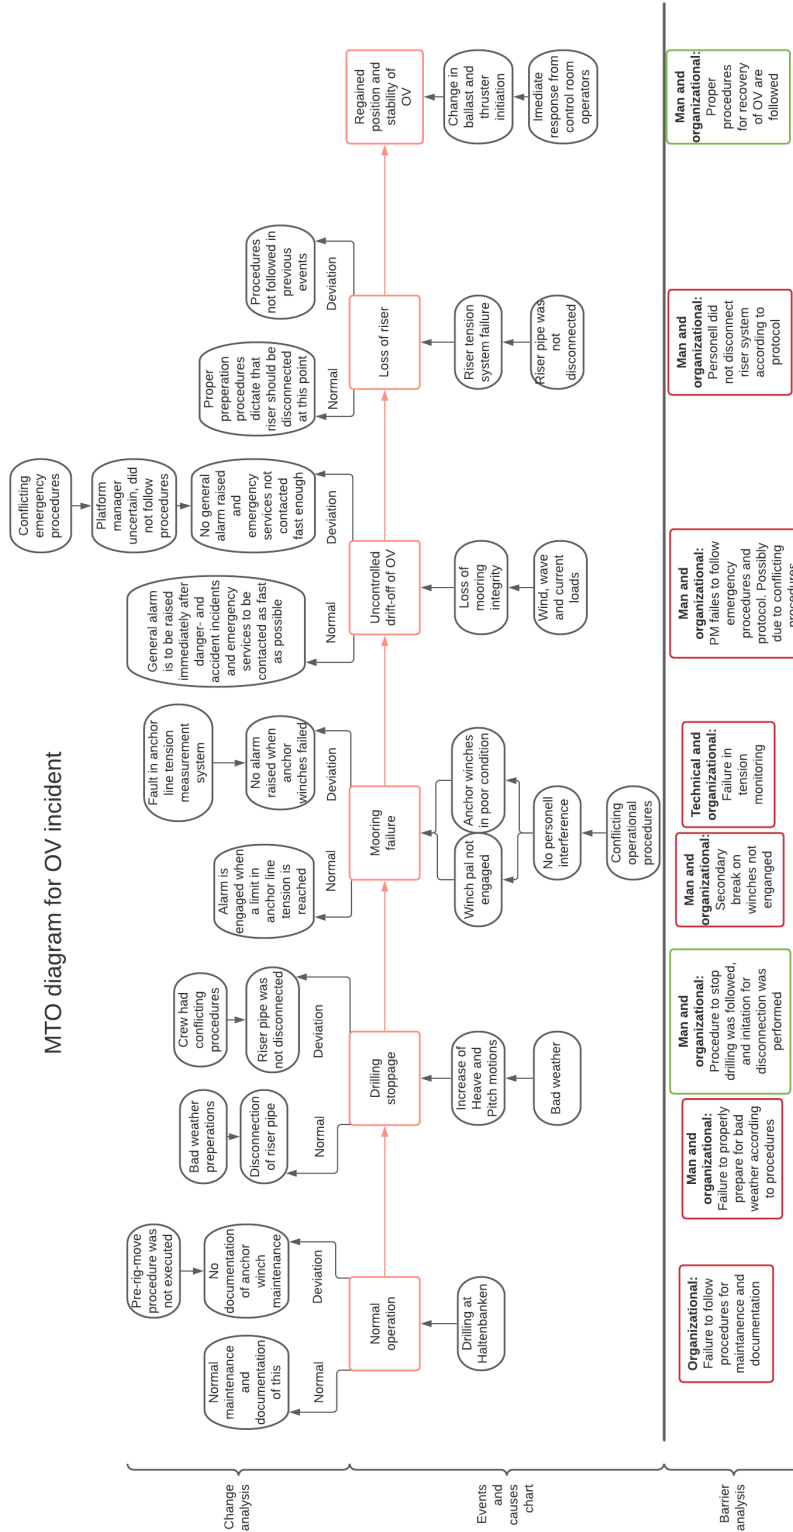 MTO diagram for OV incident
Change
analysis
Normal
maintenance
and
documentation
of this
Normal
Pre-rig-move
procedure was
not executed
No
documentation
of anchor
winch
maintenance
Deviation
Bad weather
preperations
Disconnection
of riser pipe
Normal
Crew had
conflicting
procedures
Riser pipe was
not disconnected
Deviation
Alarm is
engaged when
a limit in
anchor line
tension is
reached
Normal
Fault in anchor
line tension
measurement
system
No alarm
raised when
anchor
winches failed
Deviation
General alarm
is to be raised
immediately after
danger- and
accident incidents
and emergency
services to be
contacted as fast
as possible
Normal
Conflicting
emergency
procedures
Platform
manager
uncertain, did
not follow
procedures
No general
alarm raised
and
emergency
services not
contacted
fast enough
Deviation
Proper
preperation
procedures
dictate that
riser should be
disconnected
at this point
Normal
Procedures
not followed in
previous
events
Deviation
Events
and
causes
chart
Normal
operation
Drilling at
Haltenbanken
Drilling
stoppage
Increase of
Heave and
Pitch motions
Bad weather
Mooring
failure
Winch pal not
engaged
Anchor winches
in poor condition
No personell
interference
Conflicting
operational
procedures
Uncontrolled
drift-off of OV
Loss of
mooring
integrity
Wind, wave
and current
loads
Loss of riser
Riser tension
system failure
Riser pipe was
not
disconnected
Regained
position and
stability of
OV
Change in
ballast and
thruster
initiation
Imediate
response from
control room
operators
Barrier
analysis
Organizational:
Failure to follow
procedures for
maintanence and
documentation
Man and
organizational:
Failure to properly
prepare for bad
weather according
to procedures
Man and
organizational:
Procedure to stop
drilling was followed,
and initation for
disconnection was
performed
Man and
organizational:
Secondary
break on
winches not
enganged
Technical and
organizational:
Failure in
tension
monitoring
Man and
organizational:
PM failes to follow
emergency
procedures and
protocol. Possibly
due to conflicting
Man and
organizational:
Personell did
not disconnect
riser system
according to
protocol
Man and
organizational:
Proper
procedures
for recovery
of OV are
followed